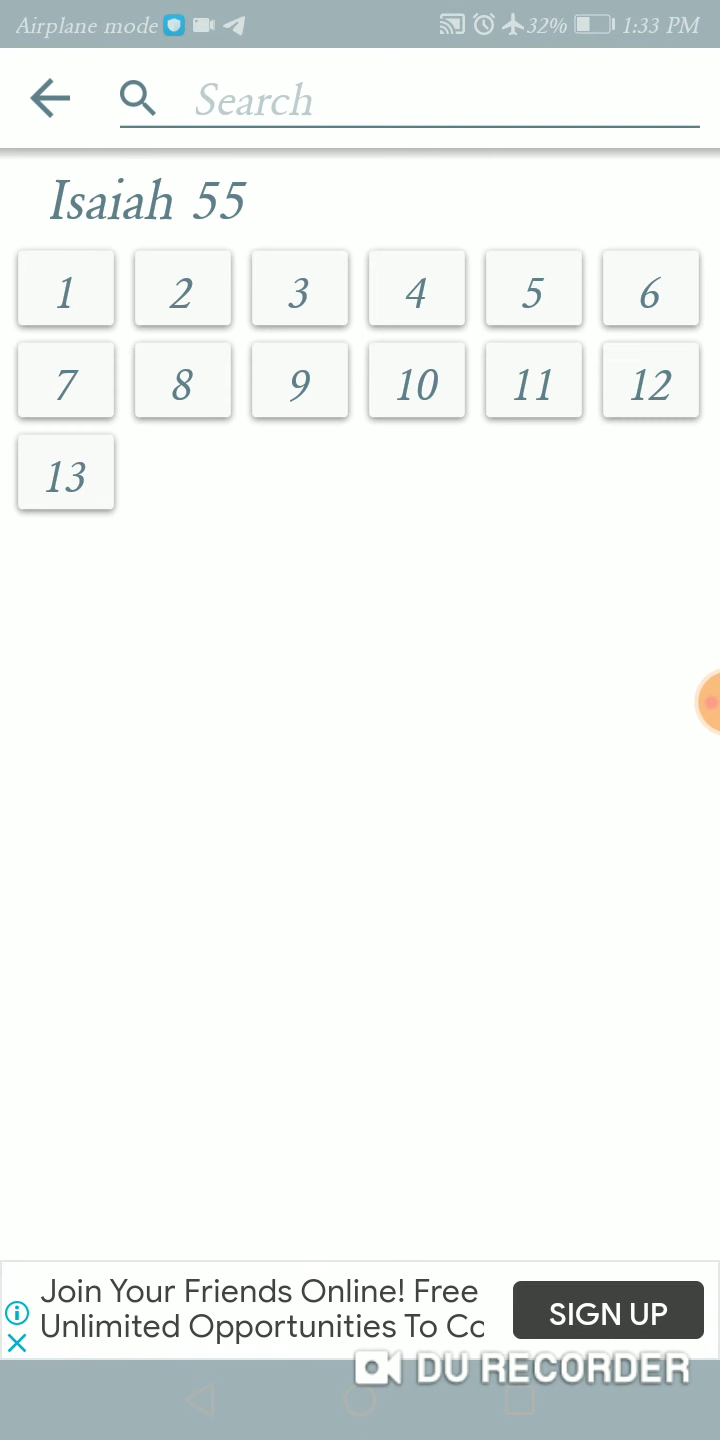 Airplane mode 32% 1:33 PM
Search
Isaiah 55
1 2 3 4 5 6
7 8 9 10 11 12
13
Join Your Friends Online! Free
Unlimited Opportunities To Cc
SIGN UP
DU RECORDER